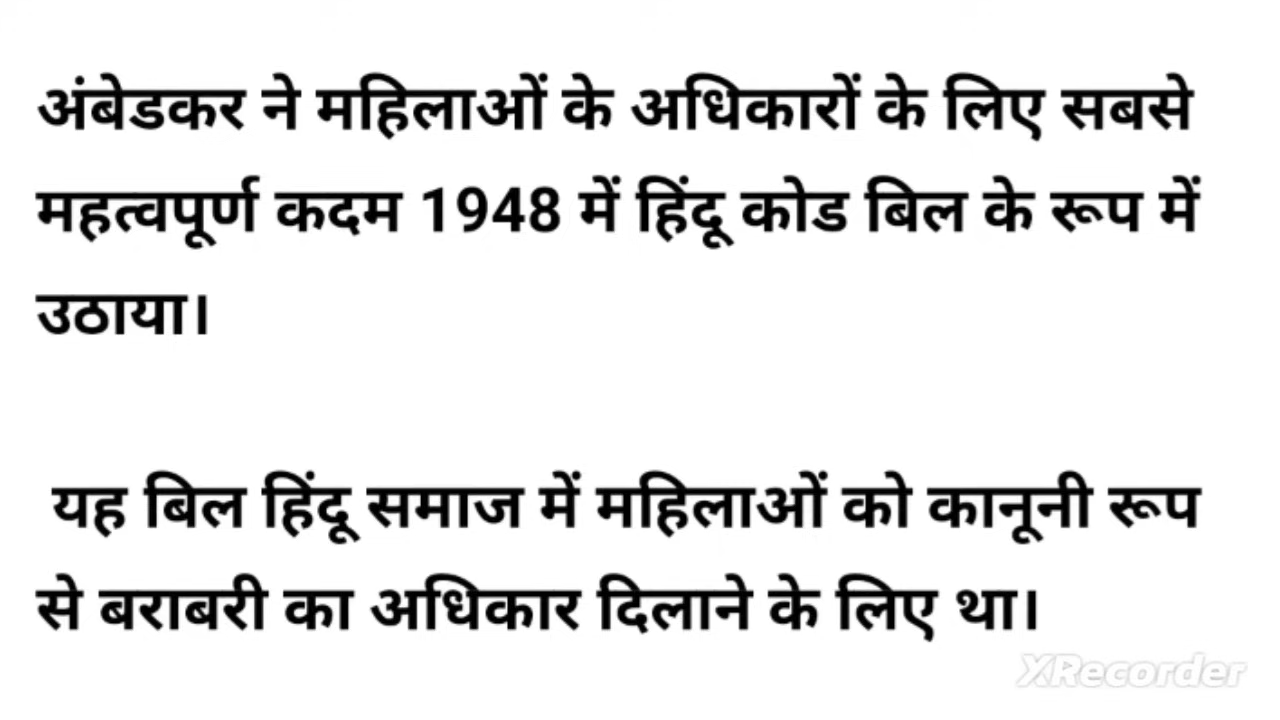 अंबेडकर ने महिलाओं के अधिकारों के लिए सबसे
महत्वपूर्ण कदम 1948 में हिंदू कोड बिल के रूप में
उठाया।
यह बिल हिंदू समाज में महिलाओं को कानूनी रूप
से बराबरी का अधिकार दिलाने के लिए था।
XRecorder